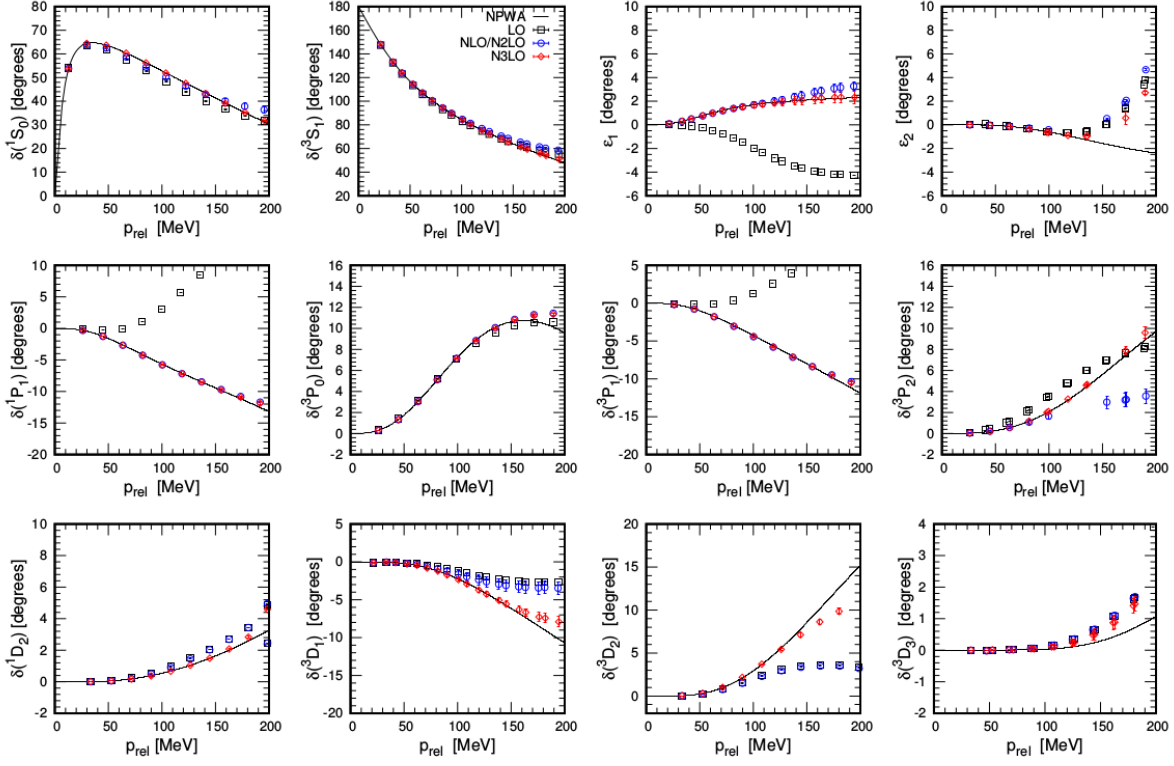 80
70
60
50
40
30
20
10
0
0 50 100 150 200
δ(¹S₀) [degrees]
p_rel [MeV]
180
160
140
120
100
80
60
40
20
0 50 100 150 200
δ(³S₁) [degrees]
p_rel [MeV]
NPWA
LO
NLO/N2LO
N3LO
10
8
6
4
2
0
-2
-4
-6
0 50 100 150 200
ε₁ [degrees]
p_rel [MeV]
8
6
4
2
0
-2
-4
-6
0 50 100 150 200
ε₂ [degrees]
p_rel [MeV]
10
5
0
-5
-10
-15
-20
0 50 100 150 200
δ(¹P₁) [degrees]
p_rel [MeV]
16
14
12
10
8
6
4
2
0
-2
0 50 100 150 200
δ(³P₀) [degrees]
p_rel [MeV]
5
0
-5
-10
-15
-20
0 50 100 150 200
δ(³P₁) [degrees]
p_rel [MeV]
16
14
12
10
8
6
4
2
0
-2
0 50 100 150 200
δ(³P₂) [degrees]
p_rel [MeV]
10
8
6
4
2
0
-2
0 50 100 150 200
δ(¹D₂) [degrees]
p_rel [MeV]
5
0
-5
-10
-15
-20
0 50 100 150 200
δ(³D₁) [degrees]
p_rel [MeV]
20
15
10
5
0
-2
0 50 100 150 200
δ(³D₂) [degrees]
p_rel [MeV]
4
3
2
1
0
-1
-2
0 50 100 150 200
δ(³D₃) [degrees]
p_rel [MeV]